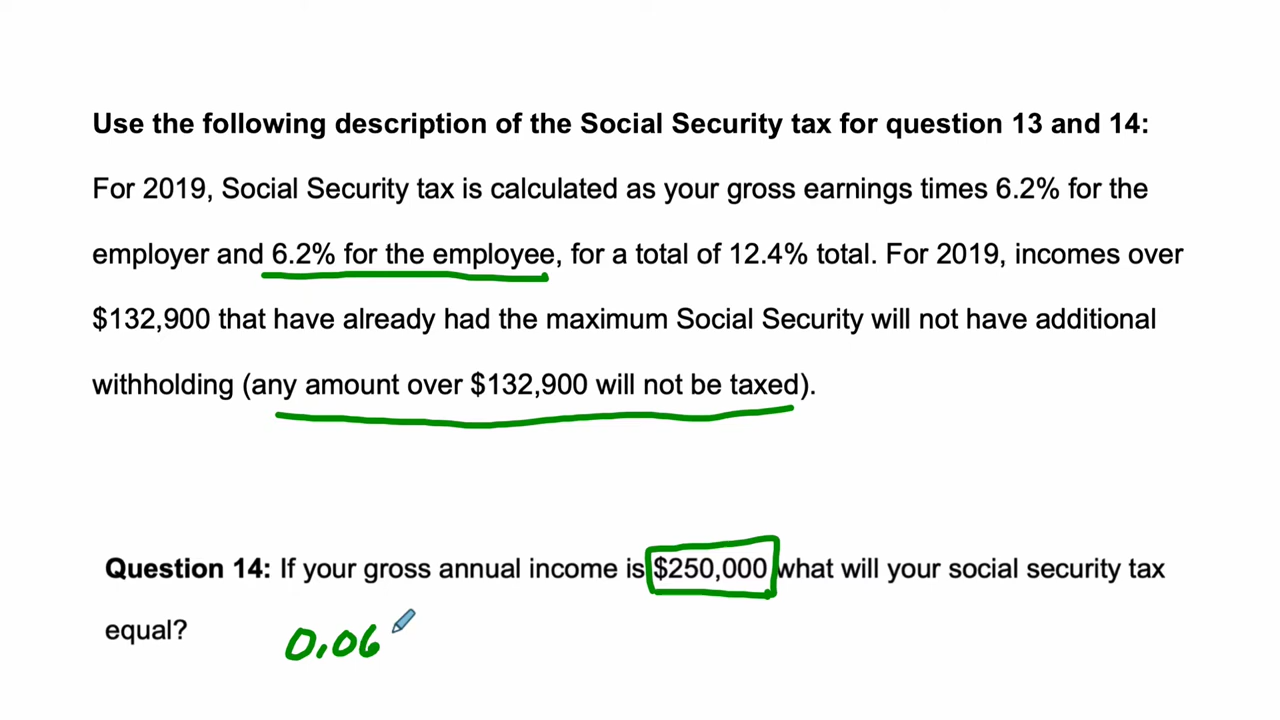 Use the following description of the Social Security tax for question 13 and 14:
For 2019, Social Security tax is calculated as your gross earnings times 6.2% for the
employer and 6.2% for the employee, for a total of 12.4% total. For 2019, incomes over
$132,900 that have already had the maximum Social Security will not have additional
withholding (any amount over $132,900 will not be taxed).
Question 14: If your gross annual income is $250,000 what will your social security tax
equal?
0.06